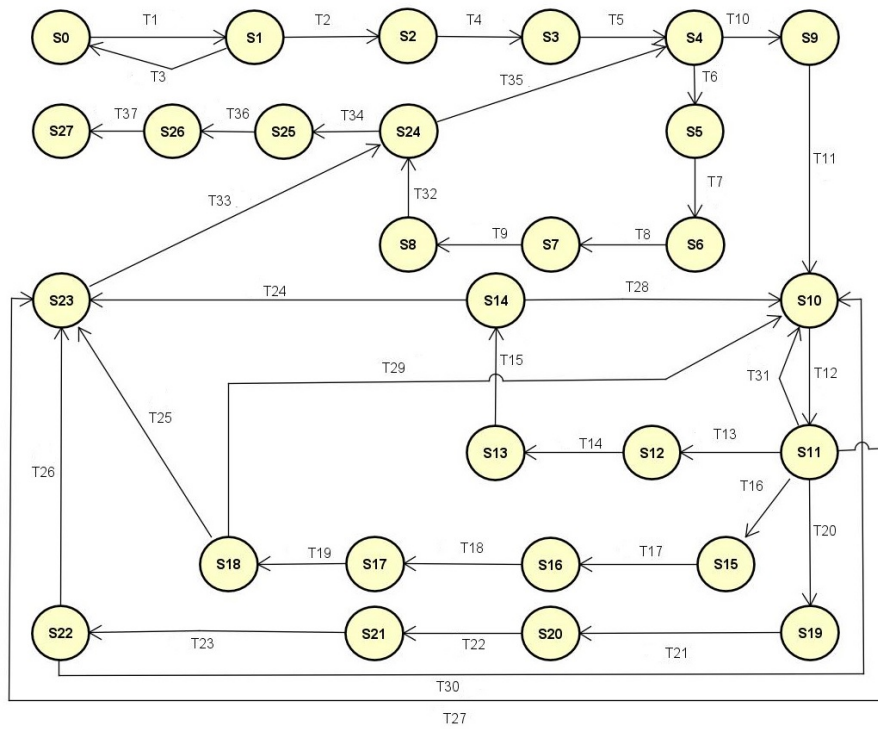 T1 T2 T4 T5 T10
S0 S1 S2 S3 S4 S9
T3 T35 T6
T37 T36 T34
S27 S26 S25 S24 S5
T11
T33 T32 T7
T9 T8
S8 S7 S6
T24 T28
S23 S14 S10
T29 T15 T31 T12
T25
T14 T13
S13 S12 S11
T26 T16
T20
T19 T18 T17
S18 S17 S16 S15
S22 S21 S20 S19
T23 T22 T21
T30
T27